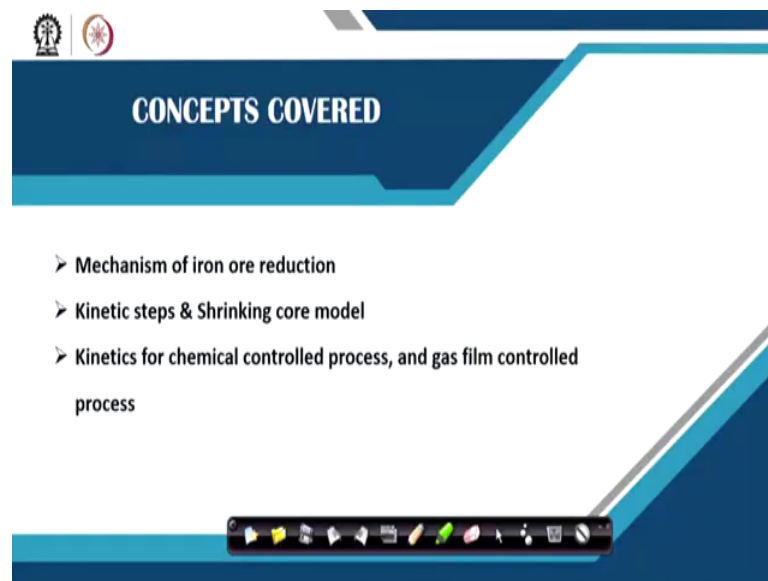 CONCEPTS COVERED
➤ Mechanism of iron ore reduction
➤ Kinetic steps & Shrinking core model
➤ Kinetics for chemical controlled process, and gas film controlled
process